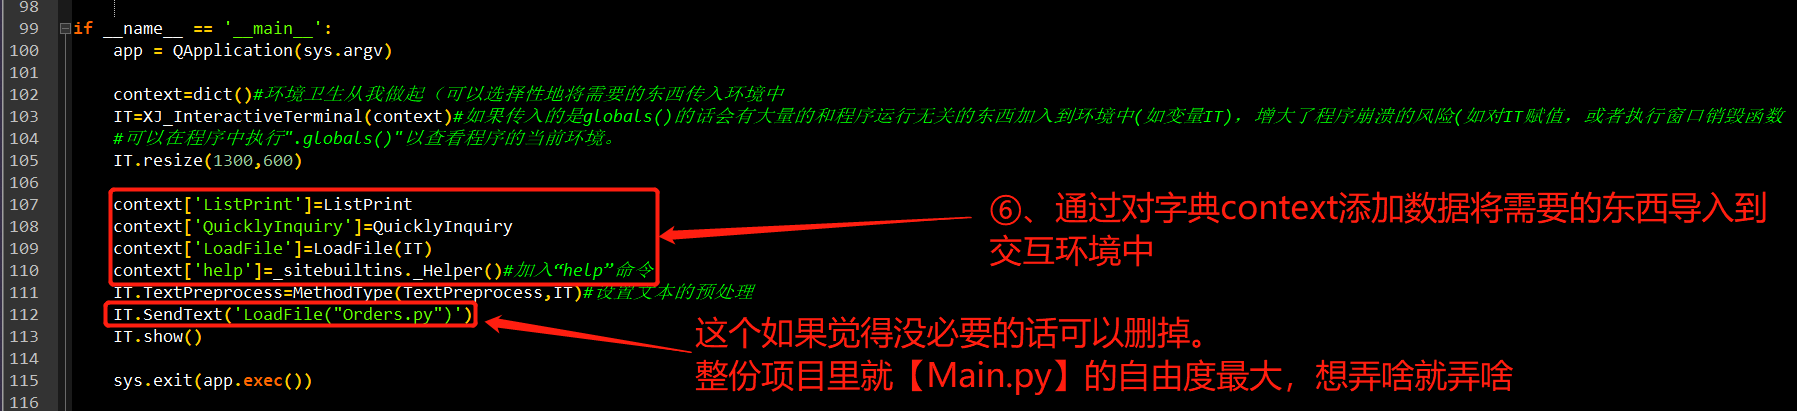 98
99 if __name__ == '__main__':
100 app = QApplication(sys.argv)
101
102 context=dict()#环境卫生从我做起（可以选择性地将需要的东西传入环境中
103 IT=XJ_InteractiveTerminal(context)#如果传入的是globals()的话会有大量的和程序运行无关的东西加入到环境中(如变量IT)，增大了程序崩溃的风险(如对IT赋值，或者执行窗口销毁函数
104 #可以在程序中执行".globals()"以查看程序的当前环境。
105 IT.resize(1300,600)
106
107 context['ListPrint']=ListPrint
108 context['QuicklyInquiry']=QuicklyInquiry
109 context['LoadFile']=LoadFile(IT)
110 context['help']=_sitebuiltins._Helper()#加入“help”命令
111 IT.TextPreprocess=MethodType(TextPreprocess,IT)#设置文本的预处理
112 IT.SendText('LoadFile("Orders.py")')
113 IT.show()
114
115 sys.exit(app.exec())
116
⑥、通过对字典context添加数据将需要的东西导入到
交互环境中
这个如果觉得没必要的话可以删掉。
整份项目里就【Main.py】的自由度最大，想弄啥就弄啥